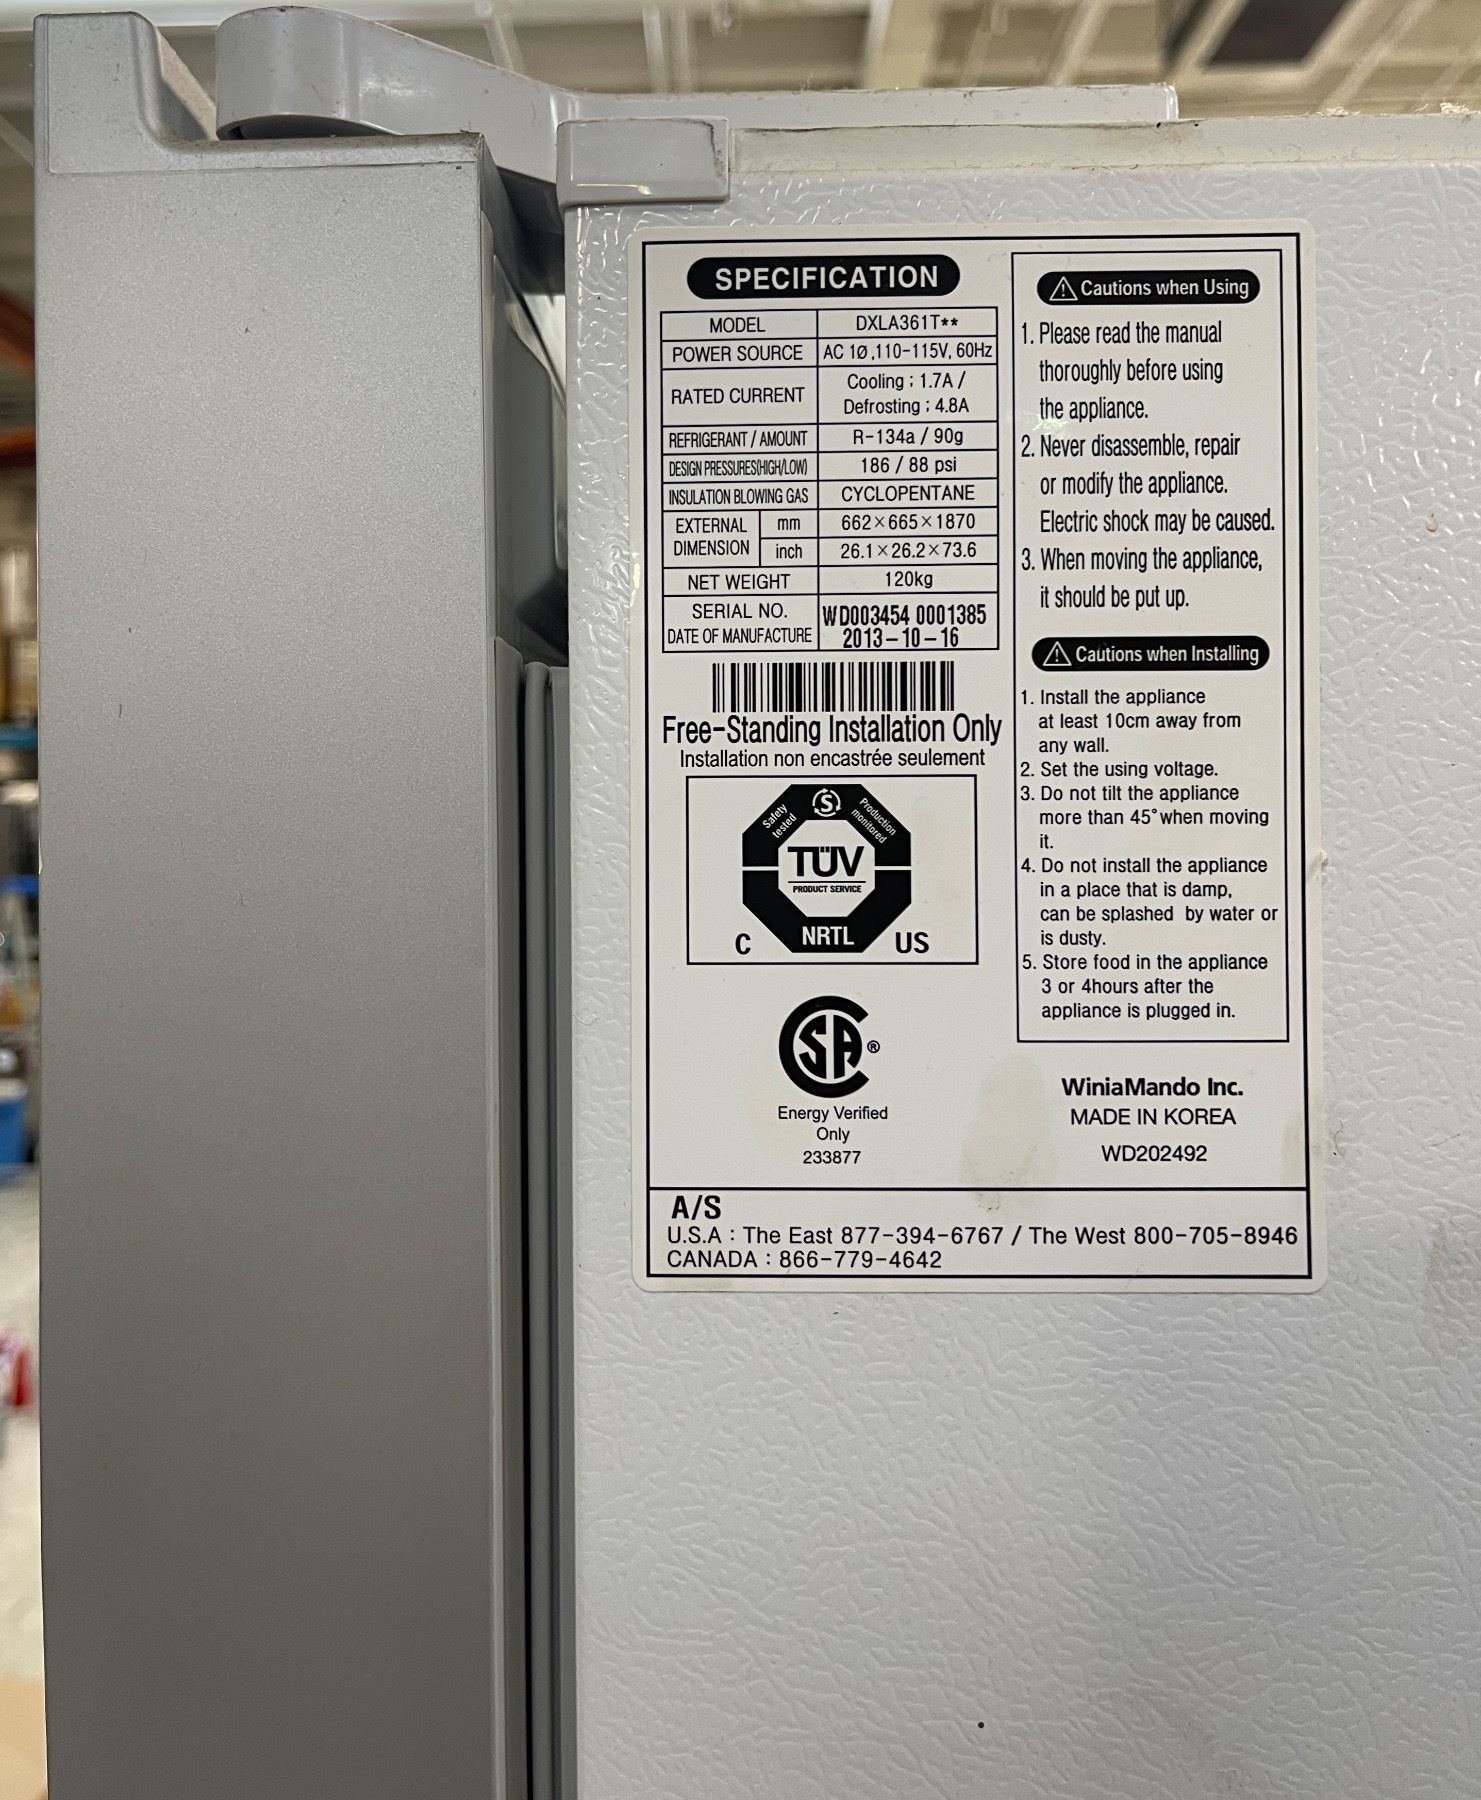 SPECIFICATION
MODEL DXLA361T**
POWER SOURCE AC 1Ø,110-115V, 60Hz
RATED CURRENT Cooling : 1.7A /
Defrosting : 4.8A
REFRIGERANT / AMOUNT R-134a / 90g
DESIGN PRESSURES(HIGH/LOW) 186 / 88 psi
INSULATION BLOWING GAS CYCLOPENTANE
EXTERNAL DIMENSION mm 662×665×1870
inch 26.1×26.2×73.6
NET WEIGHT 120kg
SERIAL NO. WD003454 0001385
DATE OF MANUFACTURE 2013-10-16
Free-Standing Installation Only
Installation non encastrée seulement
Safety tested
S
Production monitored
TÜV
PRODUCT SERVICE
NRTL
C US
SA ®
Energy Verified
Only
233877
⚠ Cautions when Using
1. Please read the manual
thoroughly before using
the appliance.
2. Never disassemble, repair
or modify the appliance.
Electric shock may be caused.
3. When moving the appliance,
it should be put up.
⚠ Cautions when Installing
1. Install the appliance
at least 10cm away from
any wall.
2. Set the using voltage.
3. Do not tilt the appliance
more than 45° when moving
it.
4. Do not install the appliance
in a place that is damp,
can be splashed by water or
is dusty.
5. Store food in the appliance
3 or 4hours after the
appliance is plugged in.
WiniaMando Inc.
MADE IN KOREA
WD202492
A/S
U.S.A : The East 877-394-6767 / The West 800-705-8946
CANADA : 866-779-4642